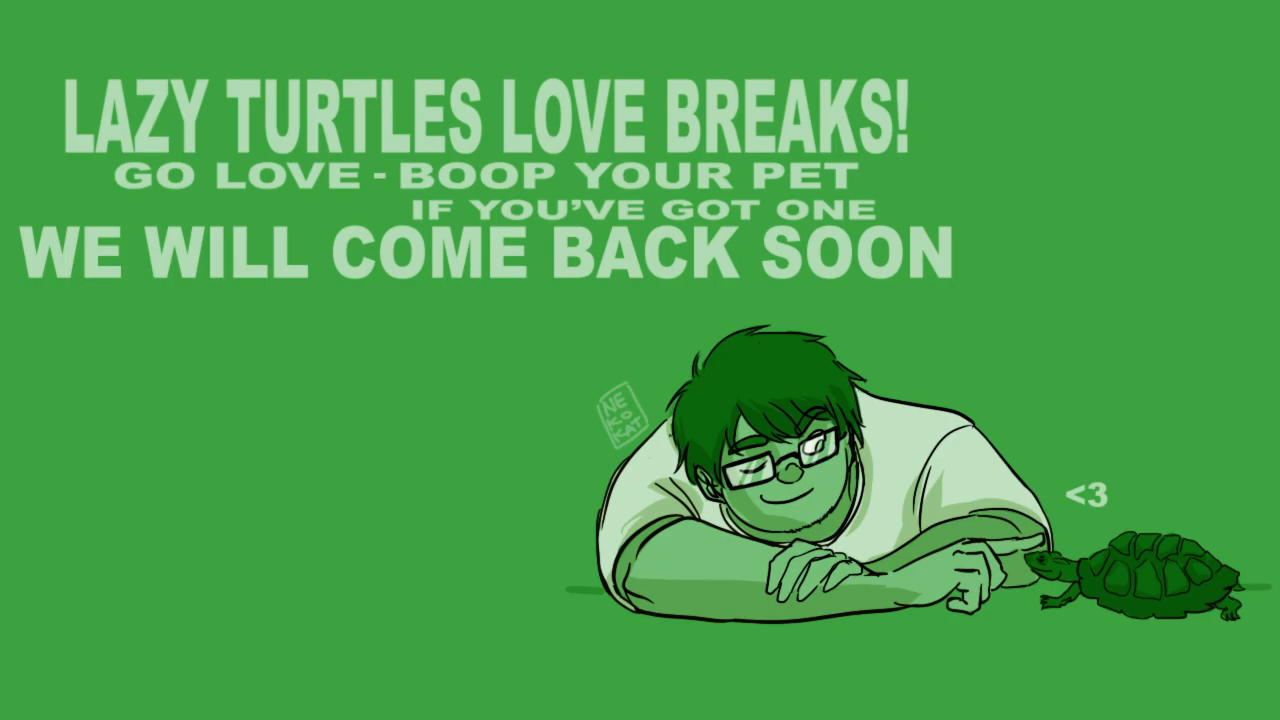 LAZY TURTLES LOVE BREAKS!
GO LOVE - BOOP YOUR PET
IF YOU'VE GOT ONE
WE WILL COME BACK SOON
NE
KO
KAT
<3